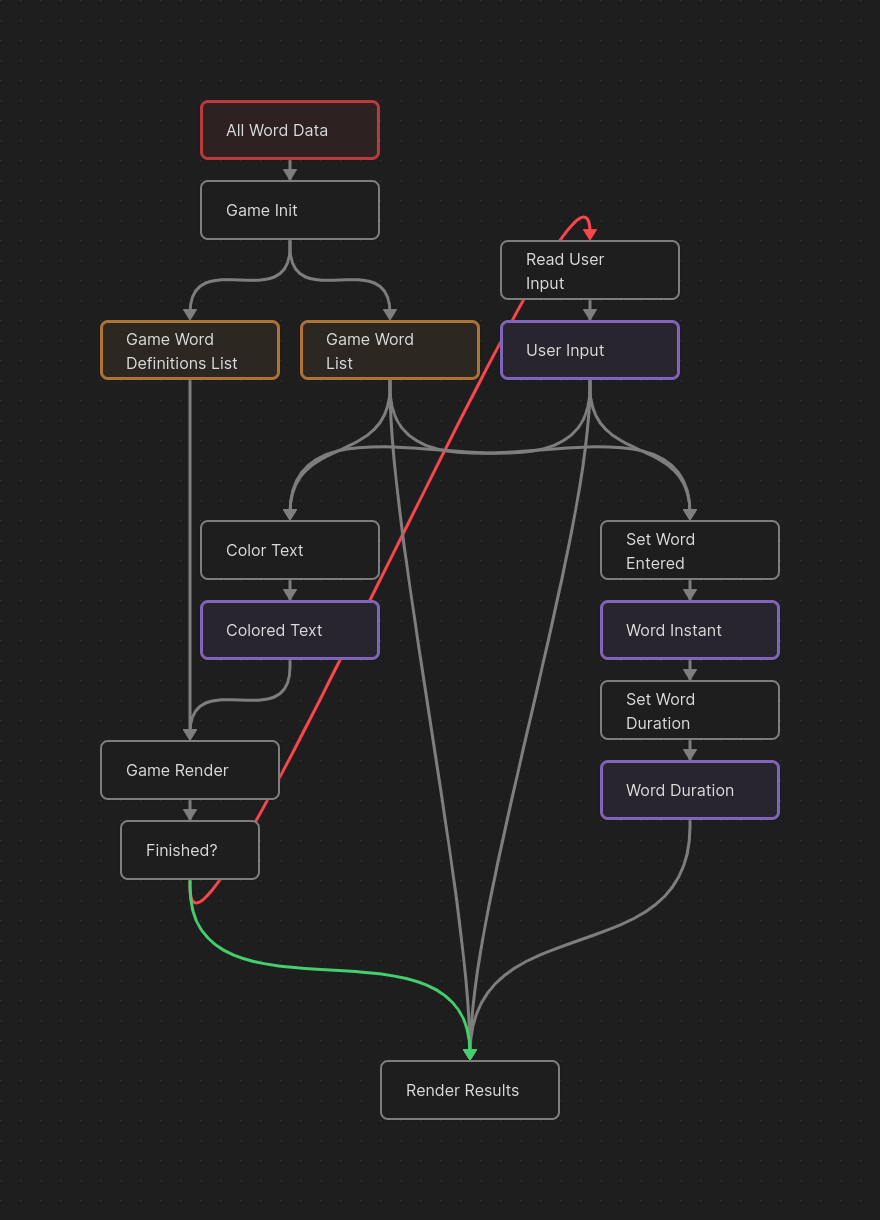 All Word Data
Game Init
Read User
Input
Game Word
Definitions List
Game Word
List
User Input
Color Text
Set Word
Entered
Colored Text
Word Instant
Set Word
Duration
Game Render
Word Duration
Finished?
Render Results